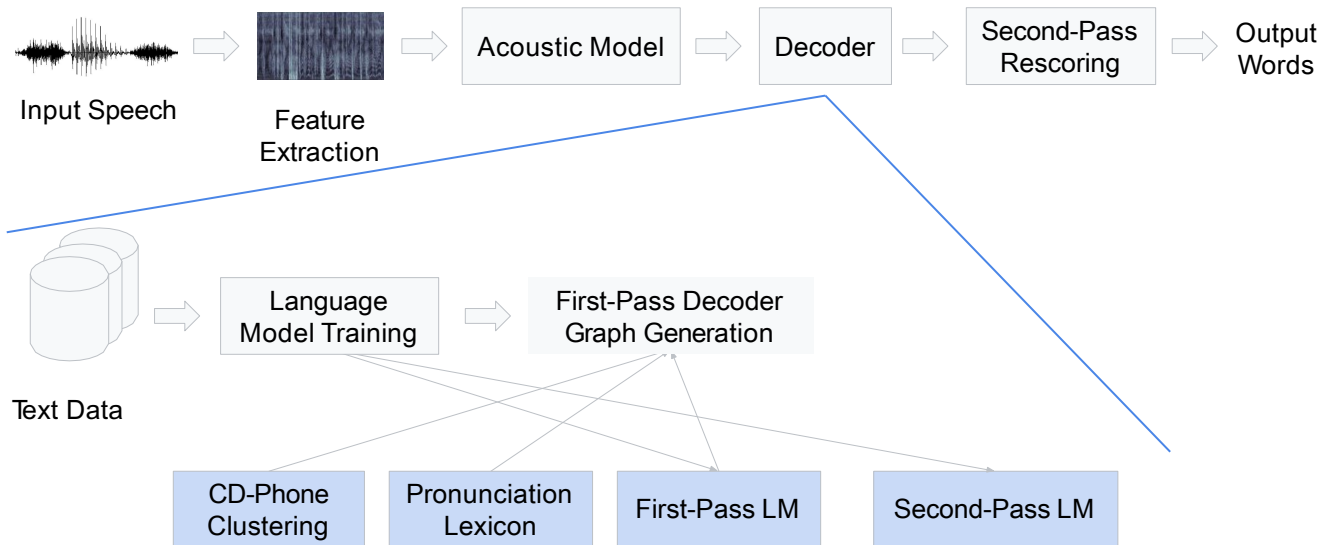 Input Speech
Feature
Extraction
Acoustic Model
Decoder
Second-Pass
Rescoring
Output
Words
Text Data
Language
Model Training
First-Pass Decoder
Graph Generation
CD-Phone
Clustering
Pronunciation
Lexicon
First-Pass LM
Second-Pass LM